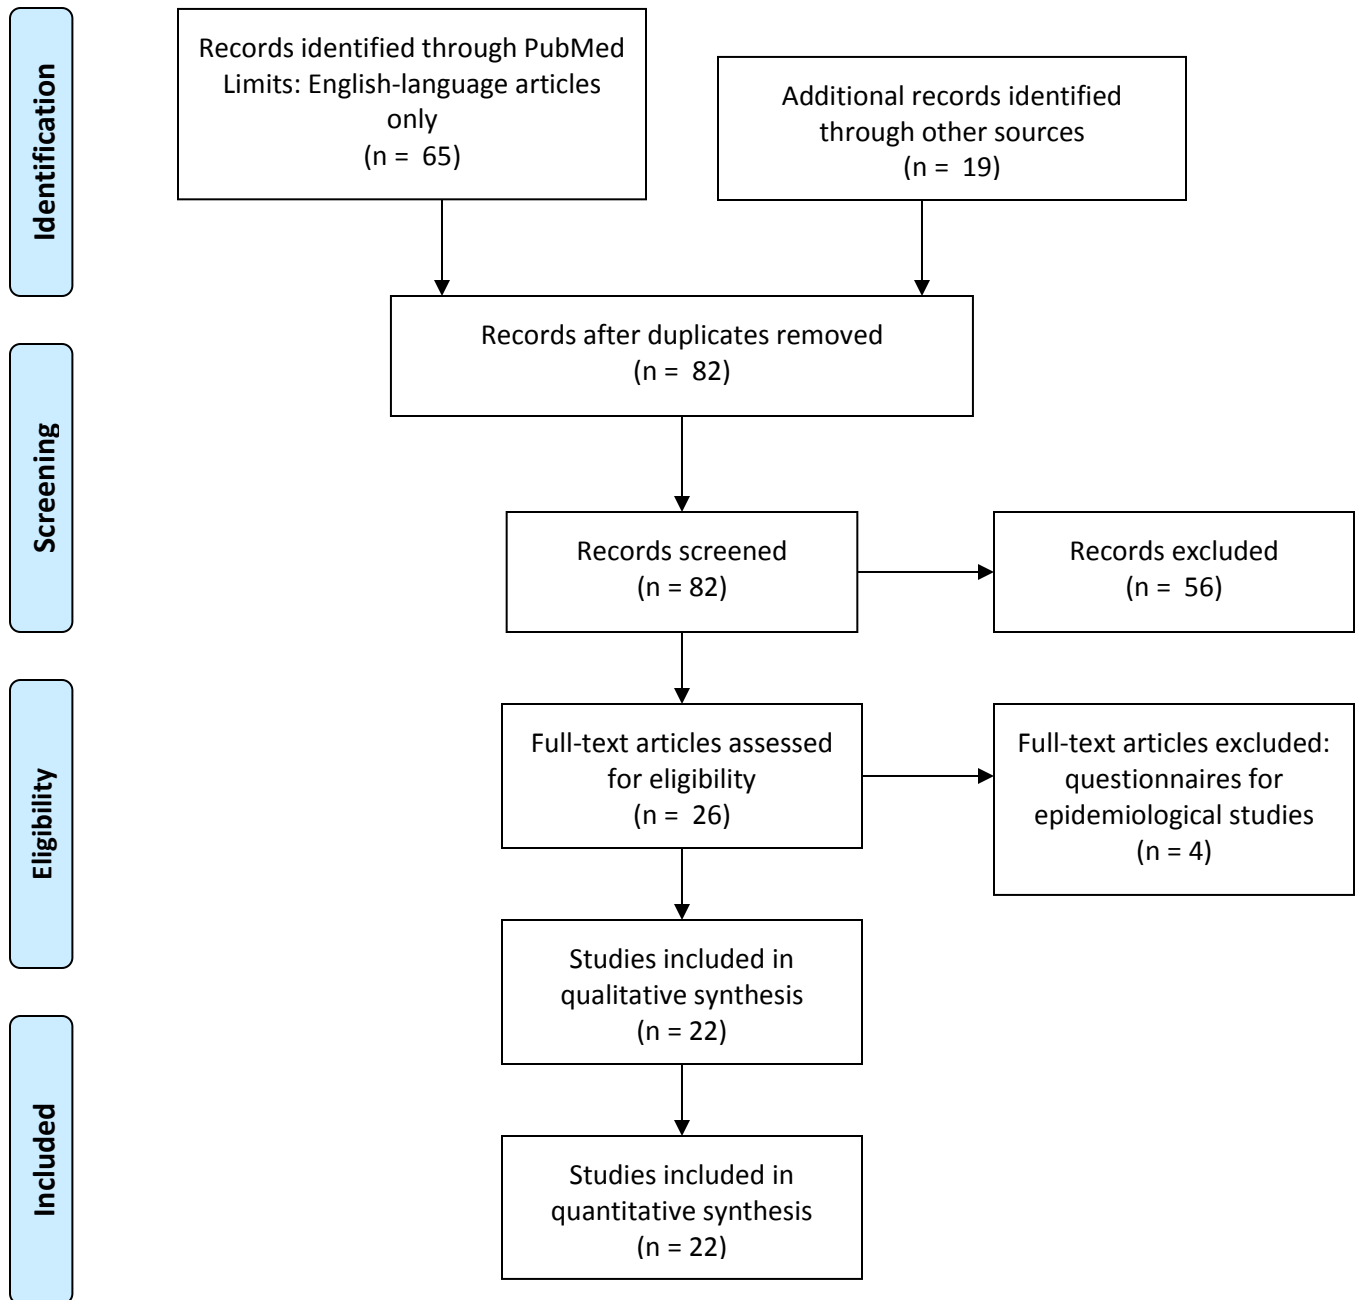 Identification
Records identified through PubMed
Limits: English-language articles
only
(n = 65)
Additional records identified
through other sources
(n = 19)
Records after duplicates removed
(n = 82)
Screening
Records screened
(n = 82)
Records excluded
(n = 56)
Eligibility
Full-text articles assessed
for eligibility
(n = 26)
Full-text articles excluded:
questionnaires for
epidemiological studies
(n = 4)
Studies included in
qualitative synthesis
(n = 22)
Included
Studies included in
quantitative synthesis
(n = 22)